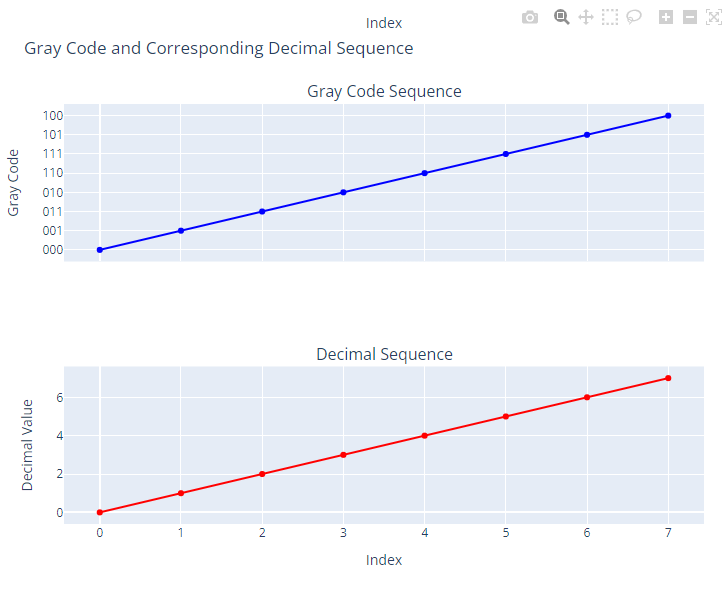 Index
Gray Code and Corresponding Decimal Sequence
Gray Code Sequence
Gray Code
100
101
111
110
010
011
001
000
Decimal Sequence
Decimal Value
6
4
2
0
0 1 2 3 4 5 6 7
Index